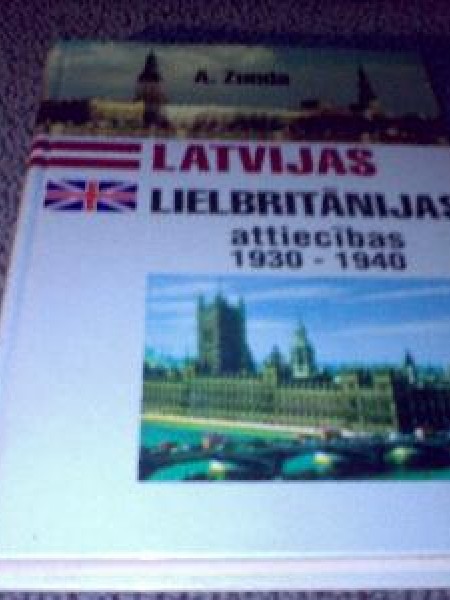 A. Zunda
LATVIJAS
LIELBRITĀNIJAS
attiecības
1930 - 1940